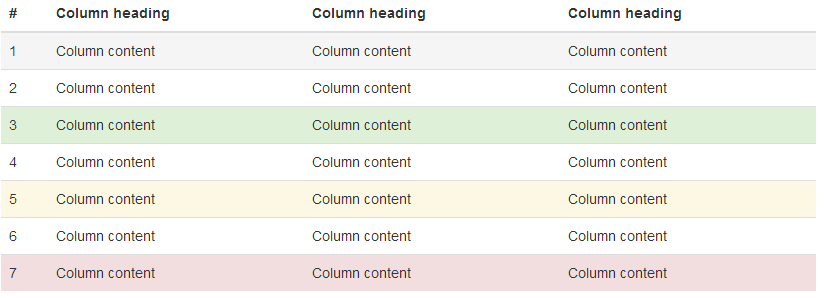 # Column heading Column heading Column heading
1 Column content Column content Column content
2 Column content Column content Column content
3 Column content Column content Column content
4 Column content Column content Column content
5 Column content Column content Column content
6 Column content Column content Column content
7 Column content Column content Column content